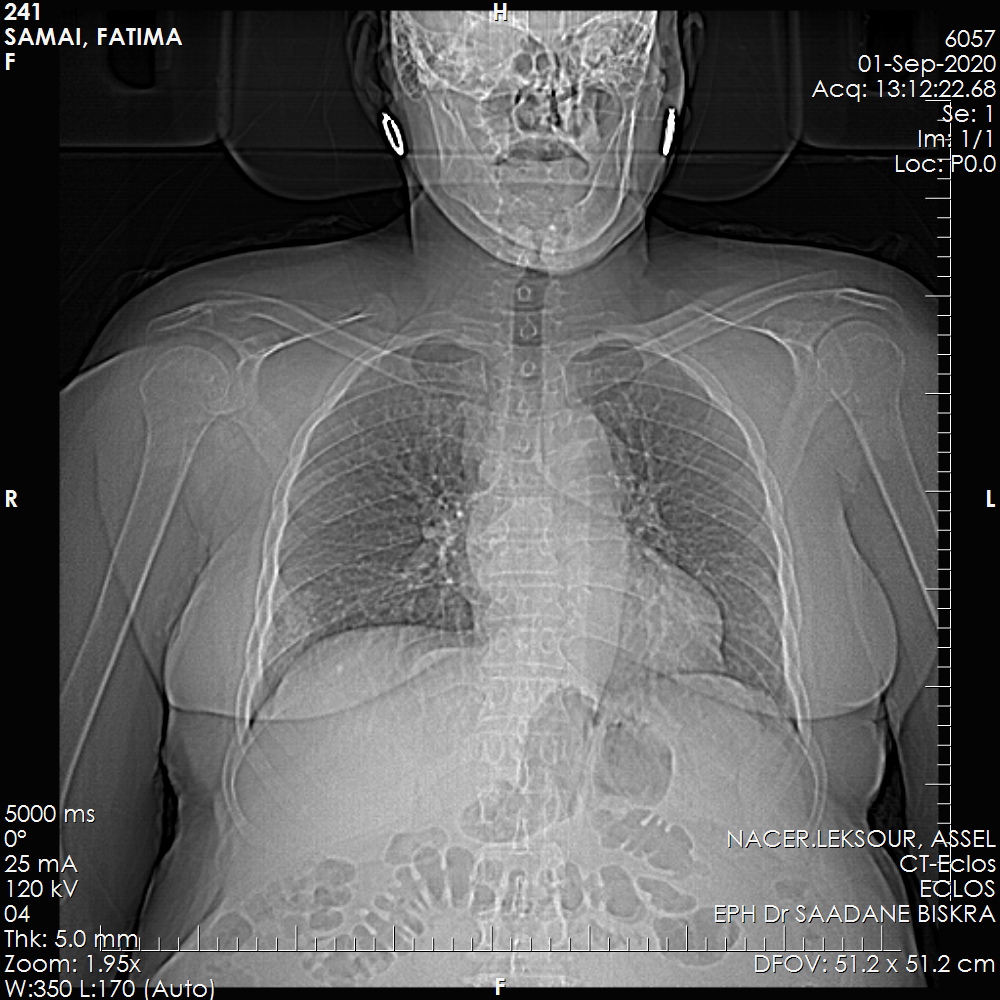 241
SAMAI, FATIMA
F
H
6057
01-Sep-2020
Acq: 13:12:22.68
Se: 1
Im: 1/1
Loc: P0.0
R
L
5000 ms
0°
25 mA
120 kV
04
Thk: 5.0 mm
Zoom: 1.95x
W:350 L:170 (Auto)
F
NACER.LEKSOUR, ASSEL
CT-Eclos
ECLOS
EPH Dr SAADANE BISKRA
DFOV: 51.2 x 51.2 cm